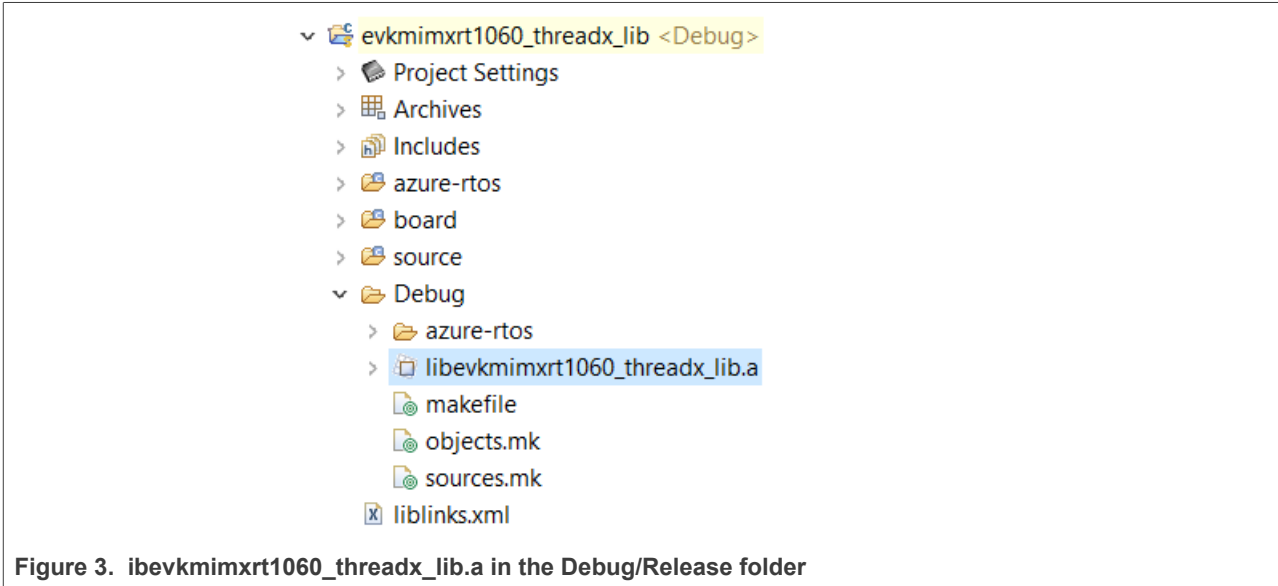 evkmimxrt1060_threadx_lib <Debug>
Project Settings
Archives
Includes
azure-rtos
board
source
Debug
azure-rtos
libevkmimxrt1060_threadx_lib.a
makefile
objects.mk
sources.mk
liblinks.xml
Figure 3. ibevkmimxrt1060_threadx_lib.a in the Debug/Release folder